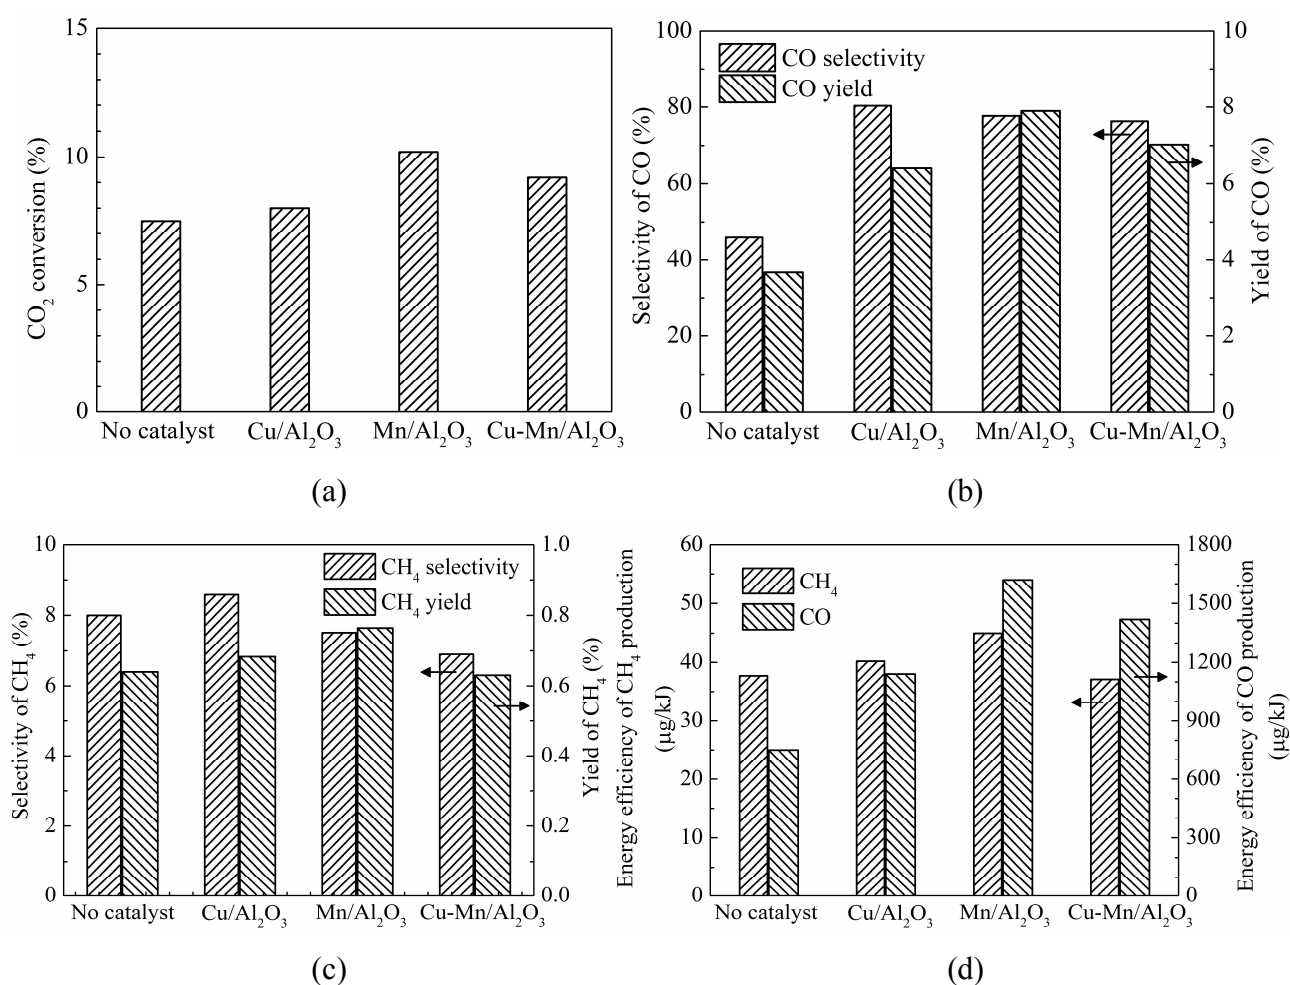 15
10
5
0
CO₂ conversion (%)
No catalyst Cu/Al₂O₃ Mn/Al₂O₃ Cu-Mn/Al₂O₃
(a)
CO selectivity
CO yield
100
80
60
40
20
0
Selectivity of CO (%)
10
8
6
4
2
0
Yield of CO (%)
No catalyst Cu/Al₂O₃ Mn/Al₂O₃ Cu-Mn/Al₂O₃
(b)
CH₄ selectivity
CH₄ yield
10
8
6
4
2
0
Selectivity of CH₄ (%)
1.0
0.8
0.6
0.4
0.2
0.0
Yield of CH₄ (%)
No catalyst Cu/Al₂O₃ Mn/Al₂O₃ Cu-Mn/Al₂O₃
(c)
CH₄
CO
60
50
40
30
20
10
0
Energy efficiency of CH₄ production
(μg/kJ)
1800
1500
1200
900
600
300
0
Energy efficiency of CO production
(μg/kJ)
No catalyst Cu/Al₂O₃ Mn/Al₂O₃ Cu-Mn/Al₂O₃
(d)